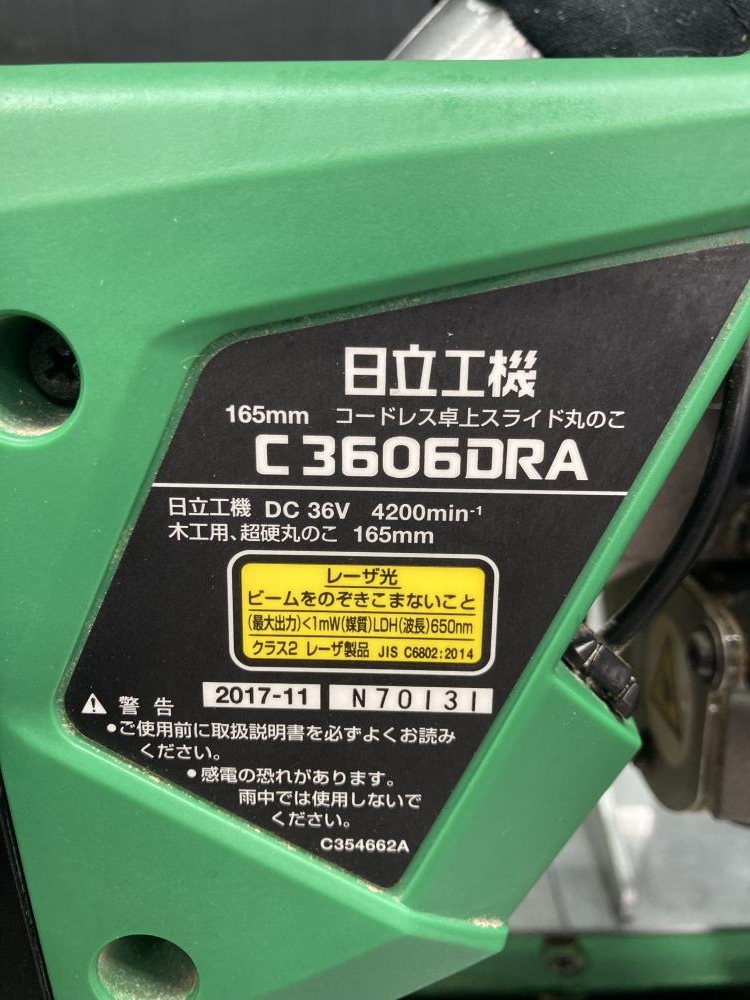 日立工機
165mm コードレス卓上スライド丸のこ
C3606DRA
日立工機 DC 36V 4200min-1
木工用、超硬丸のこ 165mm
レーザ光
ビームをのぞきこまないこと
(最大出力)<1mW(媒質)LDH(波長)650nm
クラス2 レーザ製品 JIS C6802:2014
2017-11 N70131
警告
•ご使用前に取扱説明書を必ずよくお読み
ください。
•感電の恐れがあります。
雨中では使用しないで
ください。
C354662A